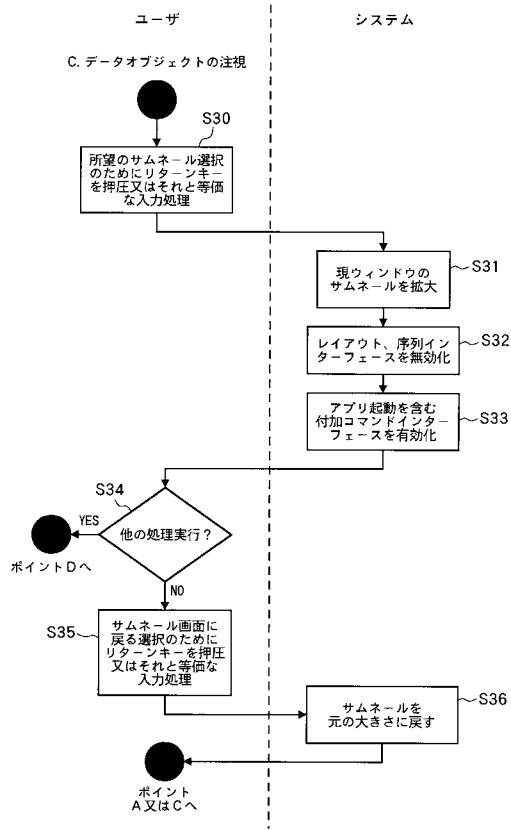 ユーザ
システム
C. データオブジェクトの注視
S30
所望のサムネール選択
のためにリターンキー
を押圧又はそれと等価
な入力処理
S31
現ウィンドウの
サムネールを拡大
S32
レイアウト、序列イン
ターフェースを無効化
S33
アプリ起動を含む
付加コマンドインター
フェースを有効化
S34
他の処理実行?
YES
ポイントDへ
NO
S35
サムネール画面に
戻る選択のために
リターンキーを押圧
又はそれと等価な
入力処理
S36
サムネールを
元の大きさに戻す
ポイント
A又はCへ